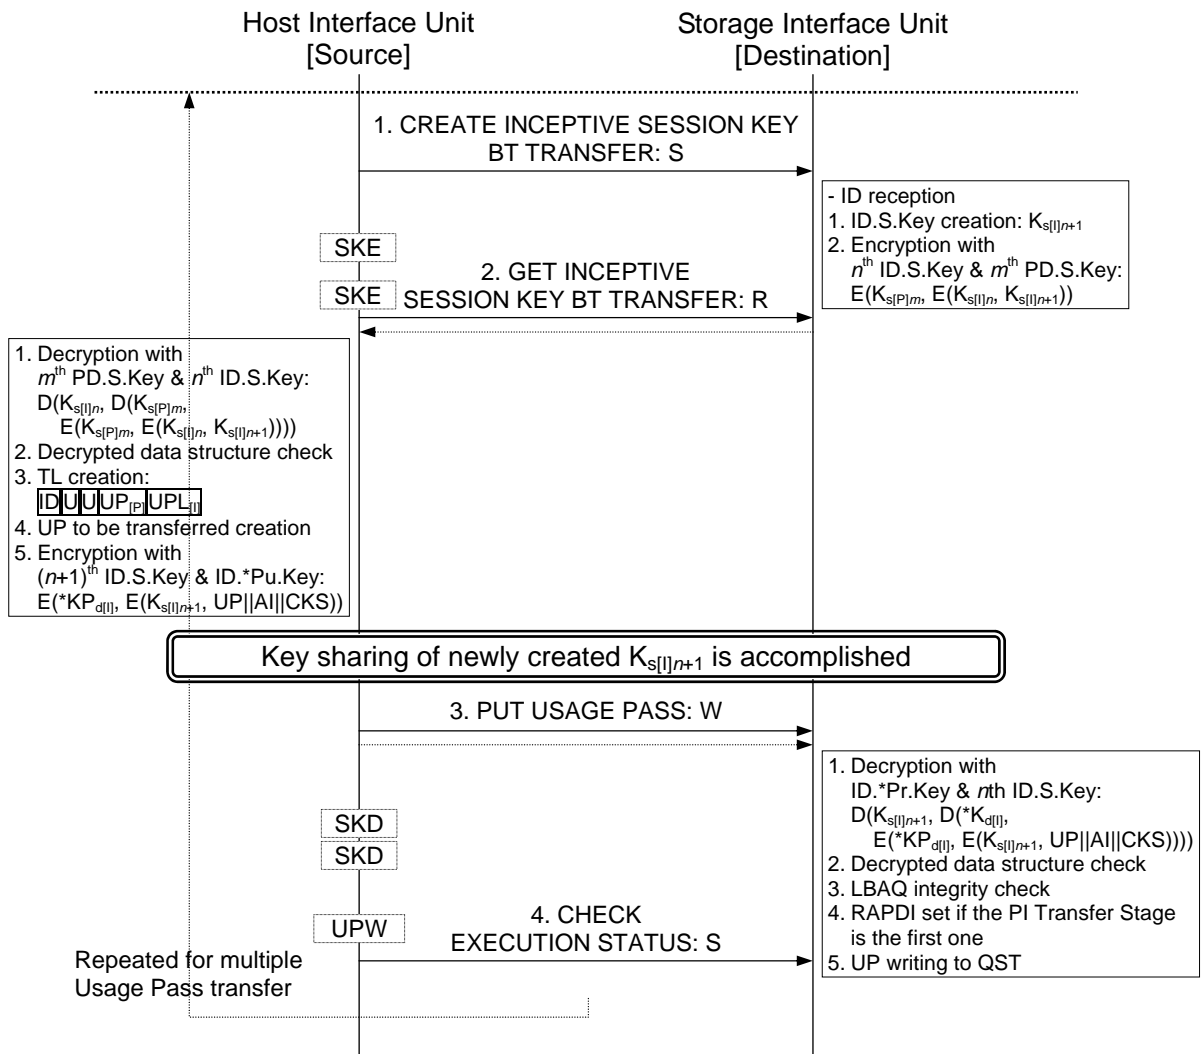 Host Interface Unit
[Source]
Storage Interface Unit
[Destination]
1. CREATE INCEPTIVE SESSION KEY
BT TRANSFER: S
- ID reception
1. ID.S.Key creation: Ks[I]n+1
2. Encryption with
nth ID.S.Key & mth PD.S.Key:
E(Ks[P]m, E(Ks[I]n, Ks[I]n+1))
SKE
SKE
2. GET INCEPTIVE
SESSION KEY BT TRANSFER: R
1. Decryption with
mth PD.S.Key & nth ID.S.Key:
D(Ks[I]n, D(Ks[P]m,
E(Ks[P]m, E(Ks[I]n, Ks[I]n+1))))
2. Decrypted data structure check
3. TL creation:
ID U U UP[P] UPL[I]
4. UP to be transferred creation
5. Encryption with
(n+1)th ID.S.Key & ID.*Pu.Key:
E(*KPd[I], E(Ks[I]n+1, UP||AI||CKS))
Key sharing of newly created Ks[I]n+1 is accomplished
3. PUT USAGE PASS: W
1. Decryption with
ID.*Pr.Key & nth ID.S.Key:
D(Ks[I]n+1, D(*Kd[I],
E(*KPd[I], E(Ks[I]n+1, UP||AI||CKS))))
2. Decrypted data structure check
3. LBAQ integrity check
4. RAPDI set if the PI Transfer Stage
is the first one
5. UP writing to QST
SKD
SKD
UPW
4. CHECK
EXECUTION STATUS: S
Repeated for multiple
Usage Pass transfer